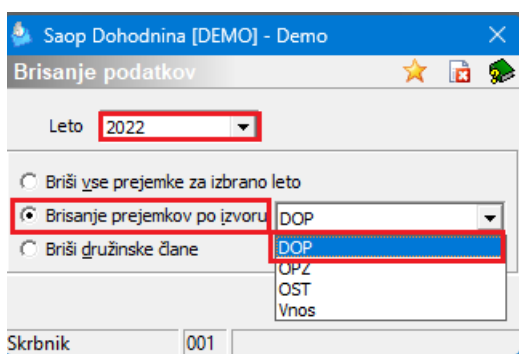 Saop Dohodnina [DEMO] - Demo
Brisanje podatkov
Leto 2022
Briši vse prejemke za izbrano leto
Brisanje prejemkov po izvoru DOP
Briši družinske člane DOP
OPZ
OST
Vnos
Skrbnik 001